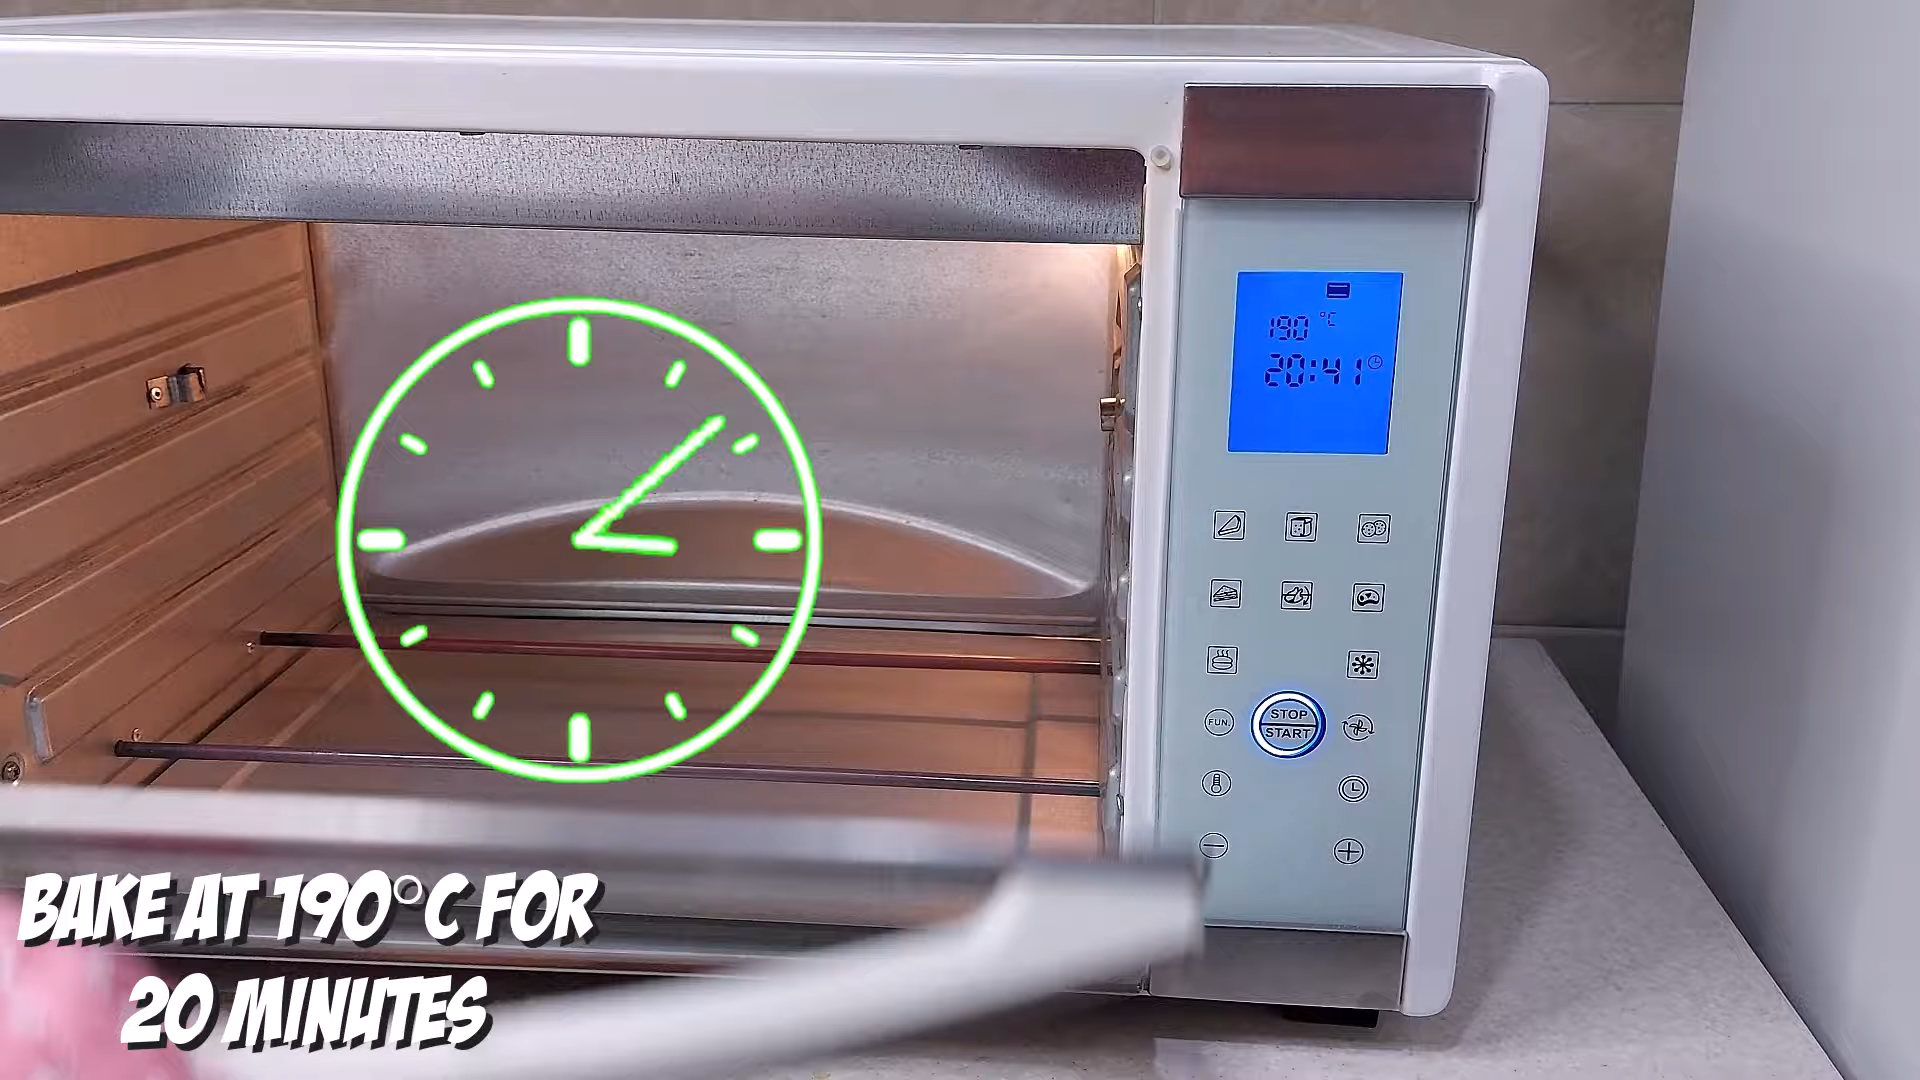 190 °C
20:41
FUN.
STOP
START
BAKE AT 190°C FOR
20 MINUTES